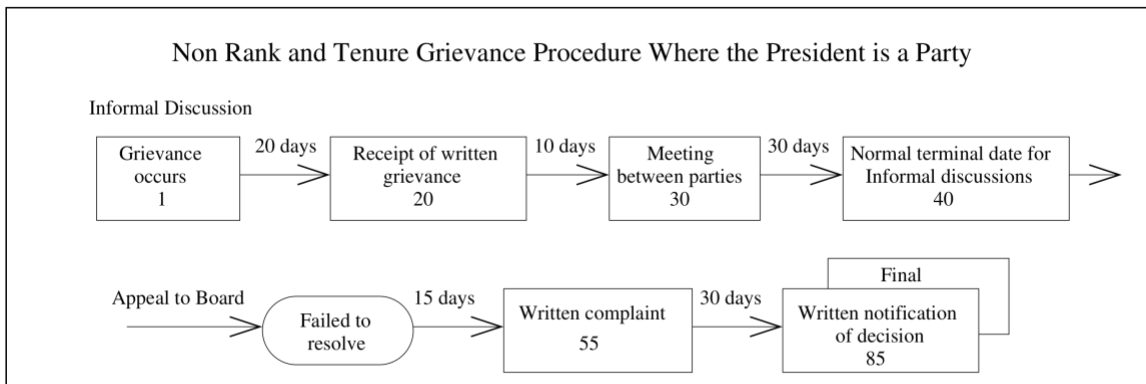 Non Rank and Tenure Grievance Procedure Where the President is a Party
Informal Discussion
Grievance
occurs
1
20 days
Receipt of written
grievance
20
10 days
Meeting
between parties
30
30 days
Normal terminal date for
Informal discussions
40
Appeal to Board
Failed to
resolve
15 days
Written complaint
55
30 days
Final
Written notification
of decision
85